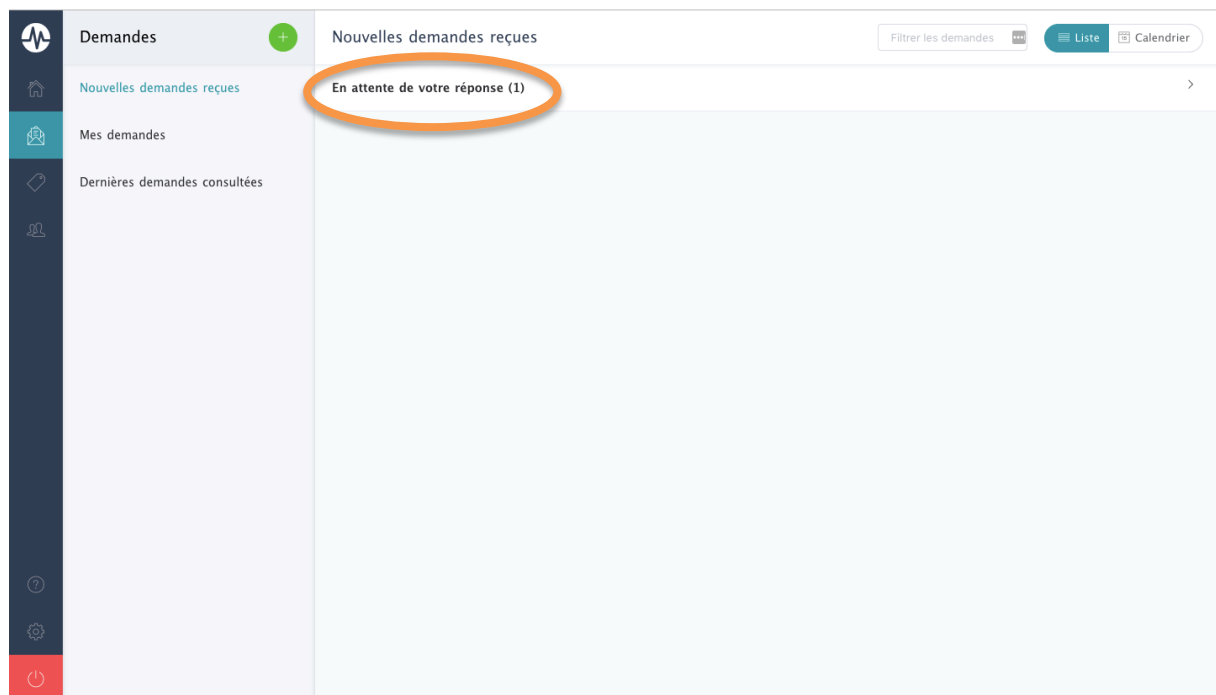 Demandes
Nouvelles demandes reçues
Mes demandes
Dernières demandes consultées
Nouvelles demandes reçues
Filtrer les demandes
Liste
Calendrier
En attente de votre réponse (1)